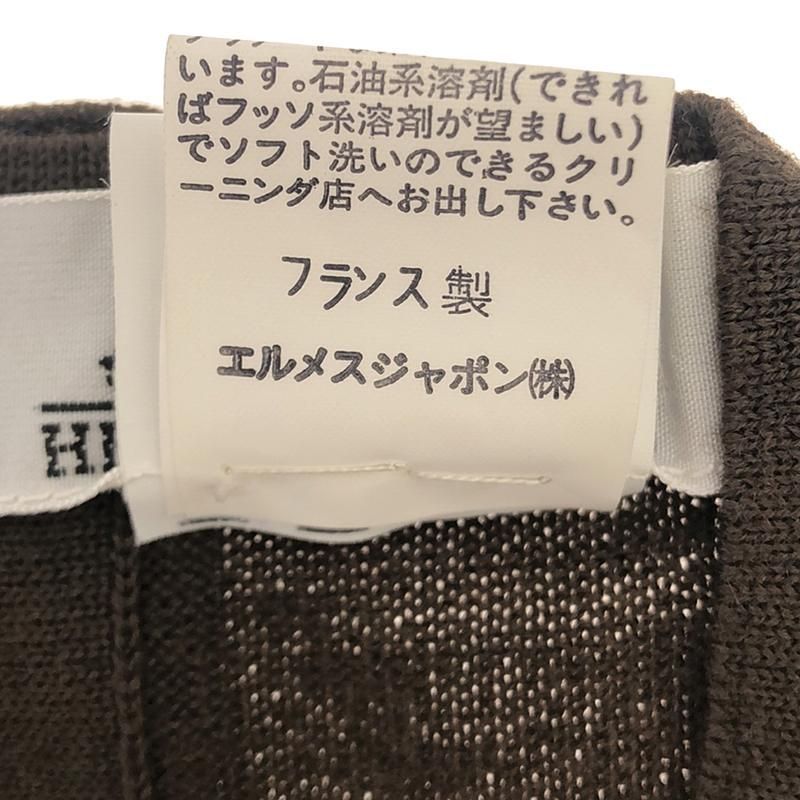 います。石油系溶剤(できれ
ばフッソ系溶剤が望ましい)
でソフト洗いのできるクリ
ーニンダ店へお出し下さい。
フランス製
エルメスジャポン㈱